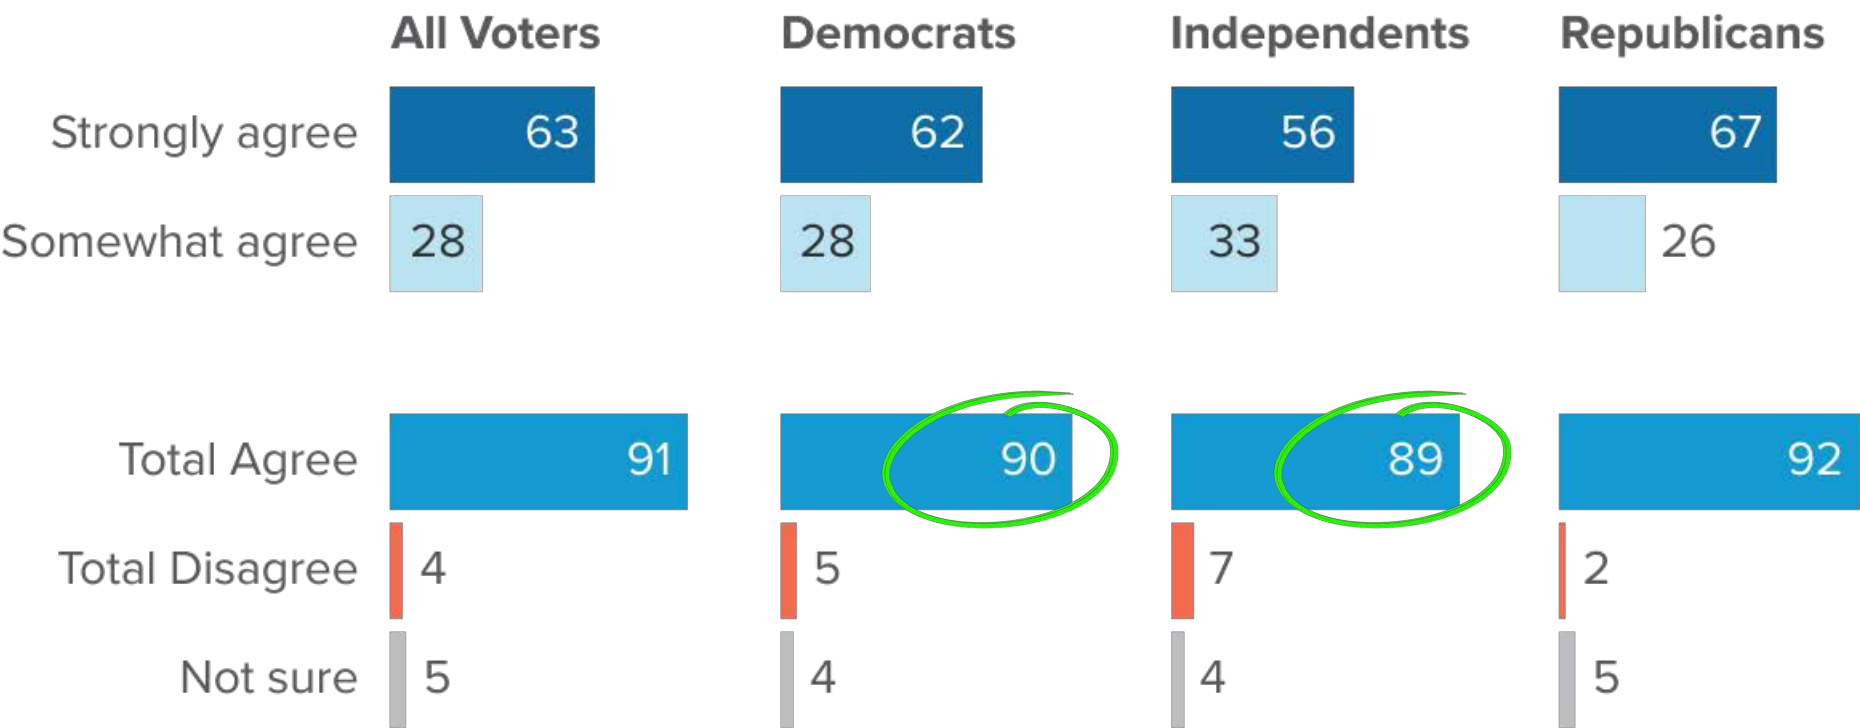 All Voters Democrats Independents Republicans
Strongly agree 63 62 56 67
Somewhat agree 28 28 33 26
Total Agree 91 90 89 92
Total Disagree 4 5 7 2
Not sure 5 4 4 5